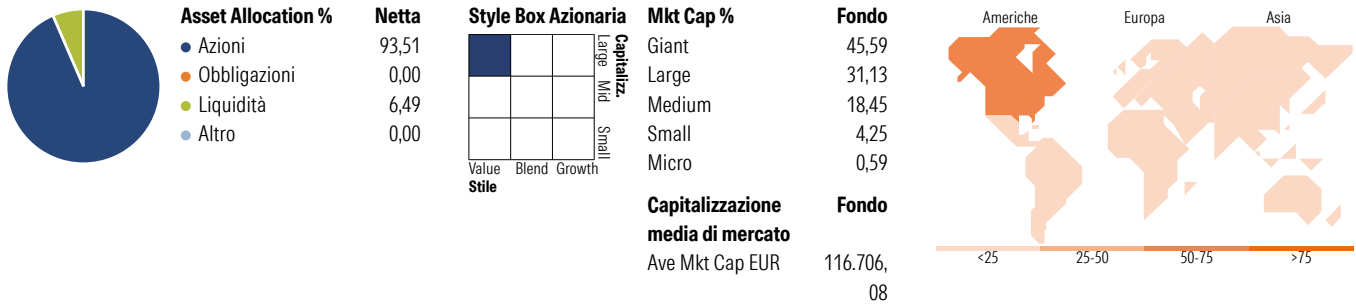 Asset Allocation % Netta
Azioni 93,51
Obbligazioni 0,00
Liquidità 6,49
Altro 0,00
Style Box Azionaria
Capitalizz.
Large
Mid
Small
Value Blend Growth
Stile
Mkt Cap % Fondo
Giant 45,59
Large 31,13
Medium 18,45
Small 4,25
Micro 0,59
Capitalizzazione Fondo
media di mercato
Ave Mkt Cap EUR 116.706,
08
Americhe Europa Asia
<25 25-50 50-75 >75